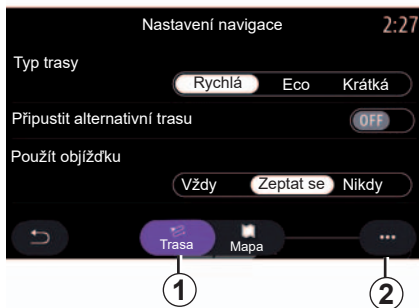 Nastavení navigace 2:27
Typ trasy
Rychlá Eco Krátká
Připustit alternativní trasu OFF
Použít objížďku
Vždy Zeptat se Nikdy
Trasa Mapa
1 2